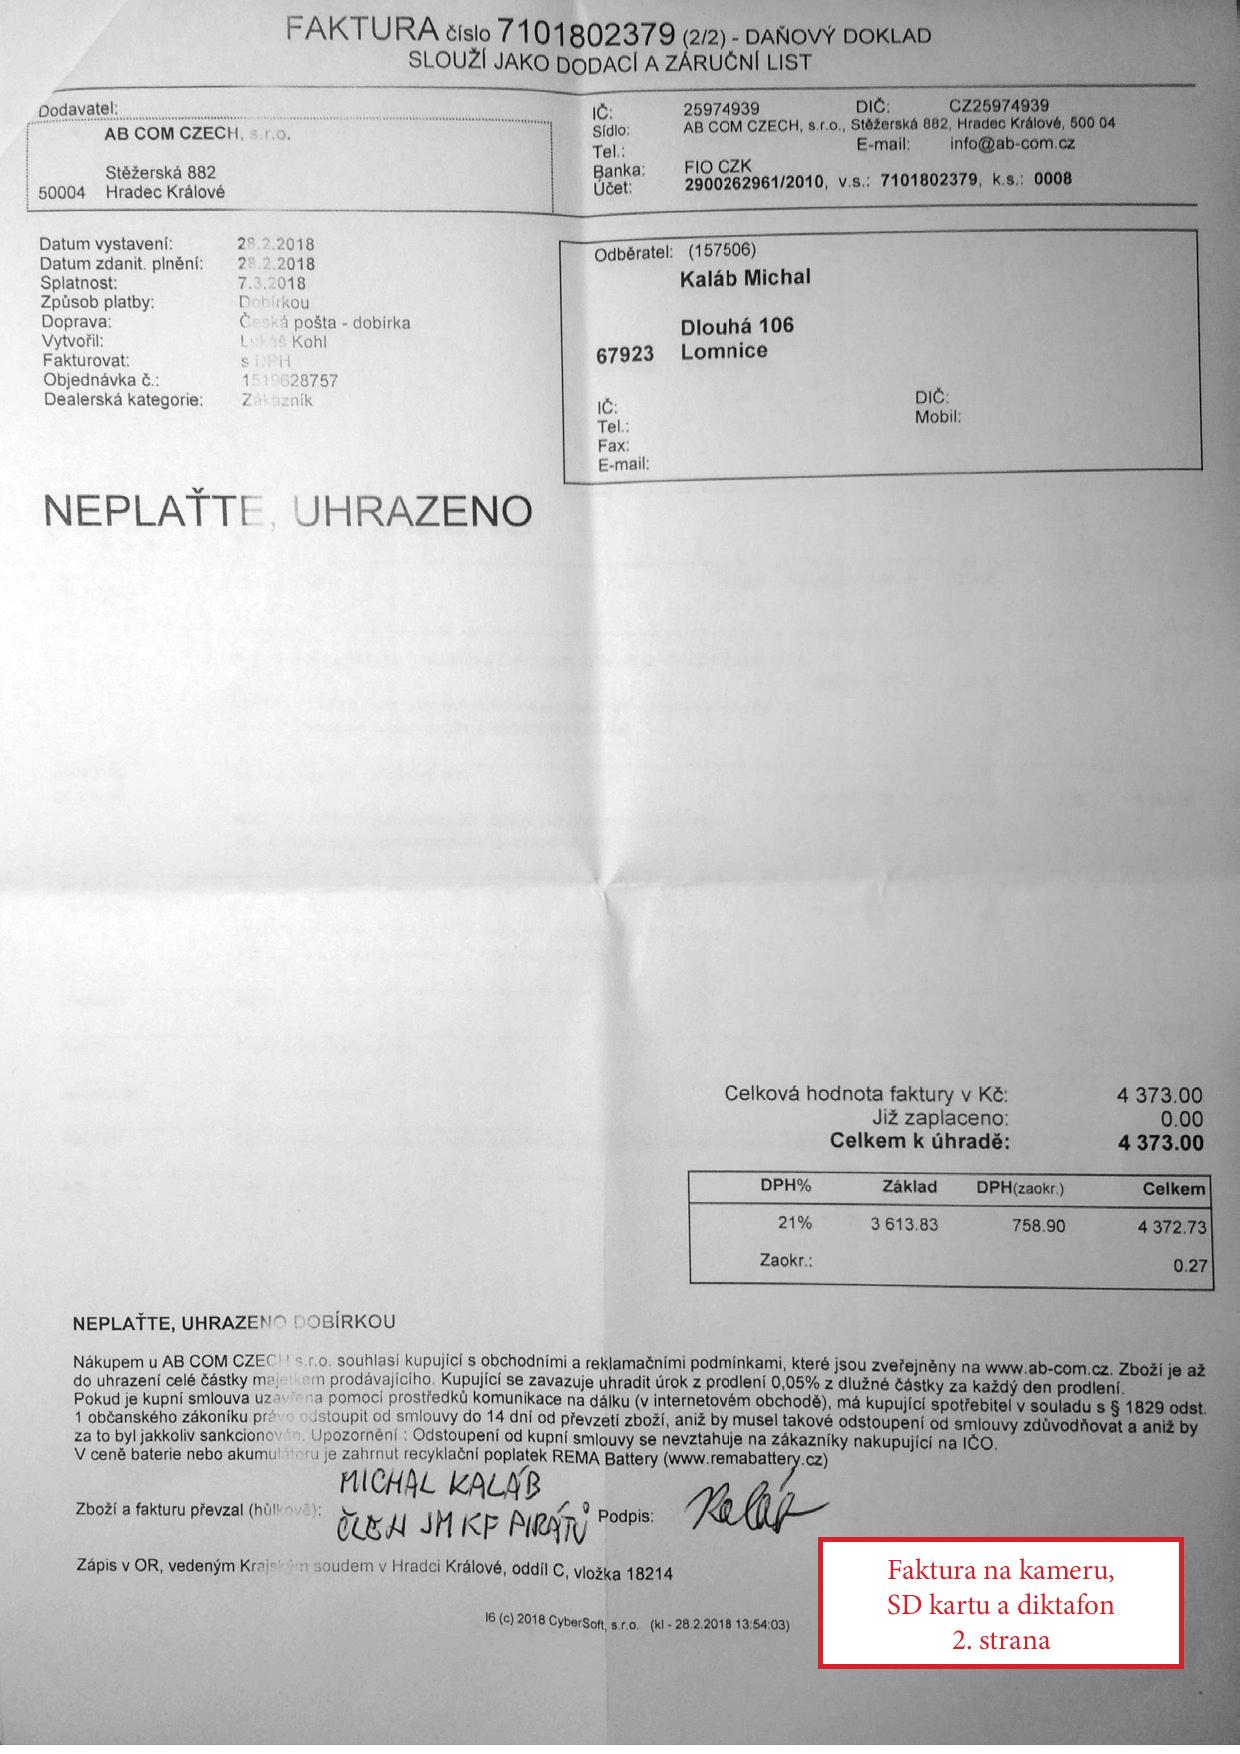 FAKTURA číslo 7101802379 (2/2) - DAŇOVÝ DOKLAD
SLOUŽÍ JAKO DODACÍ A ZÁRUČNÍ LIST
Dodavatel:
AB COM CZECH, s.r.o.
Stěžerská 882
50004 Hradec Králové
IČ: 25974939 DIČ: CZ25974939
Sídlo: AB COM CZECH, s.r.o., Stěžerská 882, Hradec Králové, 500 04
Tel.: E-mail: info@ab-com.cz
Banka: FIO CZK
Účet: 2900262961/2010, v.s.: 7101802379, k.s.: 0008
Datum vystavení: 28.2.2018
Datum zdanit. plnění: 28.2.2018
Splatnost: 7.3.2018
Způsob platby: Dobírkou
Doprava: Česká pošta - dobírka
Vytvořil: Lukáš Kohl
Fakturovat: s DPH
Objednávka č.: 1519628757
Dealerská kategorie: Zákazník
Odběratel: (157506)
Kaláb Michal
Dlouhá 106
67923 Lomnice
IČ: DIČ:
Tel.: Mobil:
Fax:
E-mail:
NEPLAŤTE, UHRAZENO
Celková hodnota faktury v Kč: 4 373.00
Již zaplaceno: 0.00
Celkem k úhradě: 4 373.00
DPH% Základ DPH(zaokr.) Celkem
21% 3 613.83 758.90 4 372.73
Zaokr.: 0.27
NEPLAŤTE, UHRAZENO DOBÍRKOU
Nákupem u AB COM CZECH s.r.o. souhlasí kupující s obchodními a reklamačními podmínkami, které jsou zveřejněny na www.ab-com.cz. Zboží je až
do uhrazení celé částky majetkem prodávajícího. Kupující se zavazuje uhradit úrok z prodlení 0,05% z dlužné částky za každý den prodlení.
Pokud je kupní smlouva uzavřena pomocí prostředků komunikace na dálku (v internetovém obchodě), má kupující spotřebitel v souladu s § 1829 odst.
1 občanského zákoníku právo odstoupit od smlouvy do 14 dní od převzetí zboží, aniž by musel takové odstoupení od smlouvy zdůvodňovat a aniž by
za to byl jakkoliv sankcionován. Upozornění : Odstoupení od kupní smlouvy se nevztahuje na zákazníky nakupující na IČO.
V ceně baterie nebo akumulátoru je zahrnut recyklační poplatek REMA Battery (www.remabattery.cz)
MICHAL KALÁB
Zboží a fakturu převzal (hůlkově): ČLEN JMKF PIRÁTŮ Podpis: Kaláb
Zápis v OR, vedeným Krajským soudem v Hradci Králové, oddíl C, vložka 18214
I6 (c) 2018 CyberSoft, s.r.o. (kl - 28.2.2018 13:54:03)
Faktura na kameru,
SD kartu a diktafon
2. strana